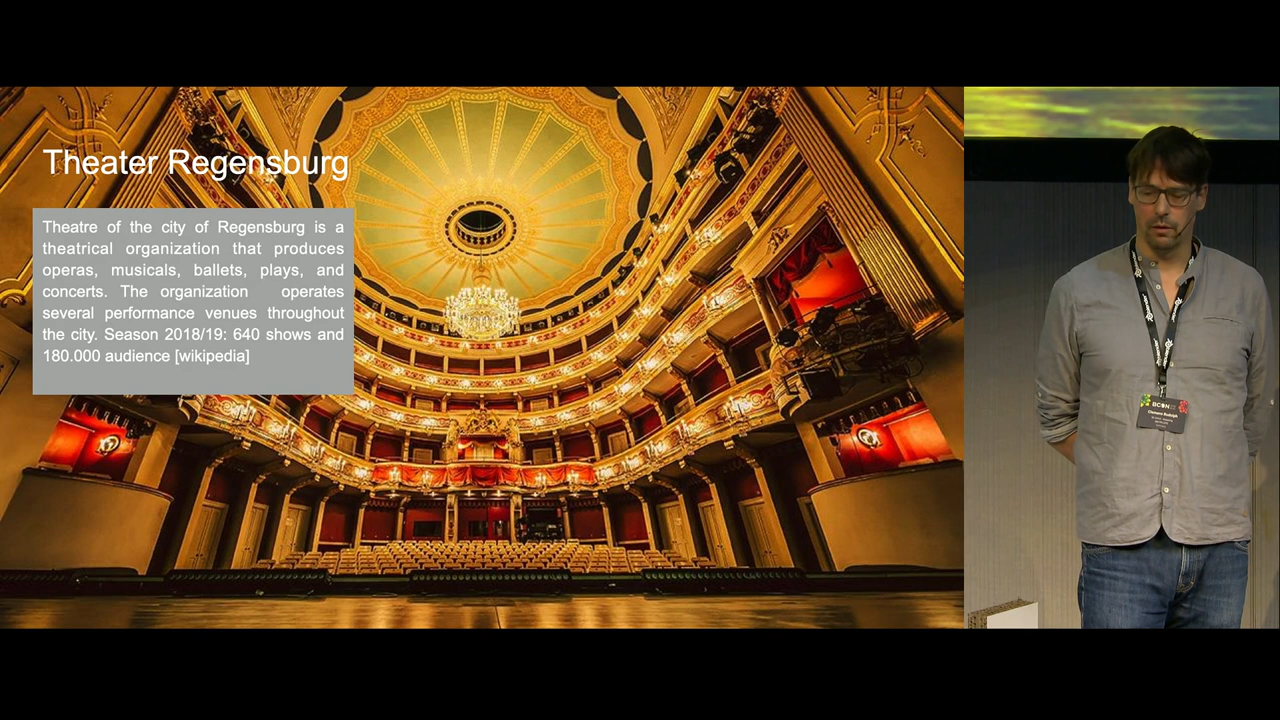 Theater Regensburg
Theatre of the city of Regensburg is a
theatrical organization that produces
operas, musicals, ballets, plays, and
concerts. The organization operates
several performance venues throughout
the city. Season 2018/19: 640 shows and
180.000 audience [wikipedia]
Clemens Rudolph